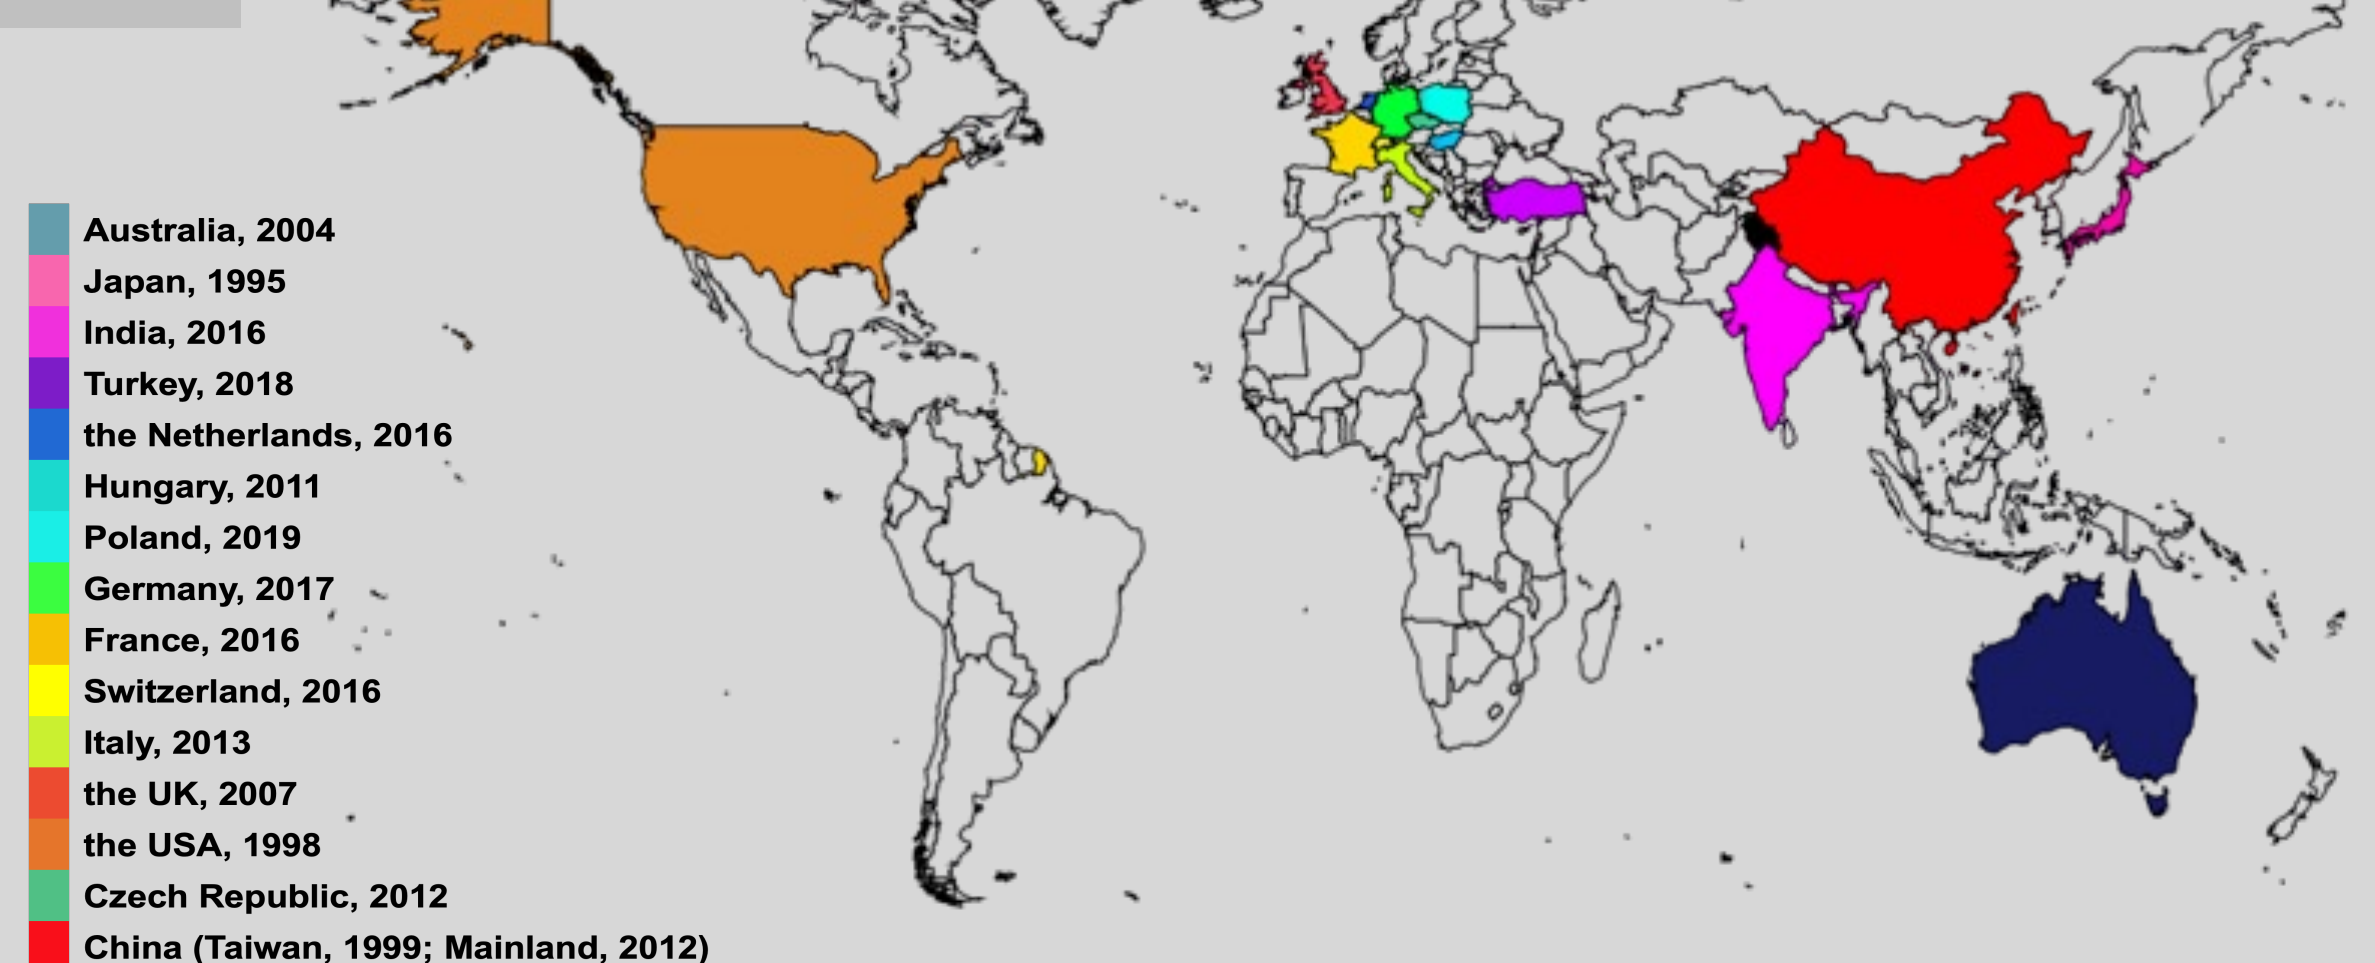 Australia, 2004
Japan, 1995
India, 2016
Turkey, 2018
the Netherlands, 2016
Hungary, 2011
Poland, 2019
Germany, 2017
France, 2016
Switzerland, 2016
Italy, 2013
the UK, 2007
the USA, 1998
Czech Republic, 2012
China (Taiwan, 1999; Mainland, 2012)